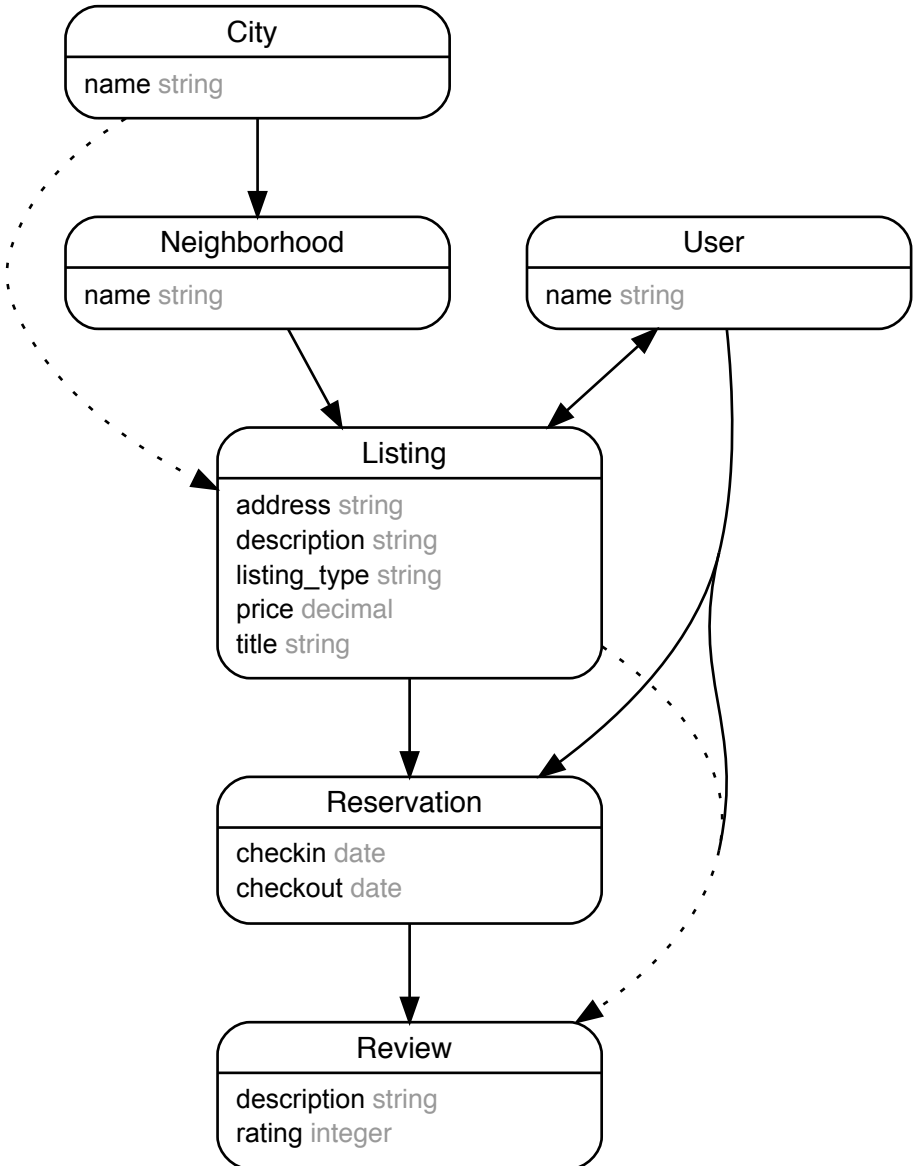 City
name string
Neighborhood
name string
User
name string
Listing
address string
description string
listing_type string
price decimal
title string
Reservation
checkin date
checkout date
Review
description string
rating integer